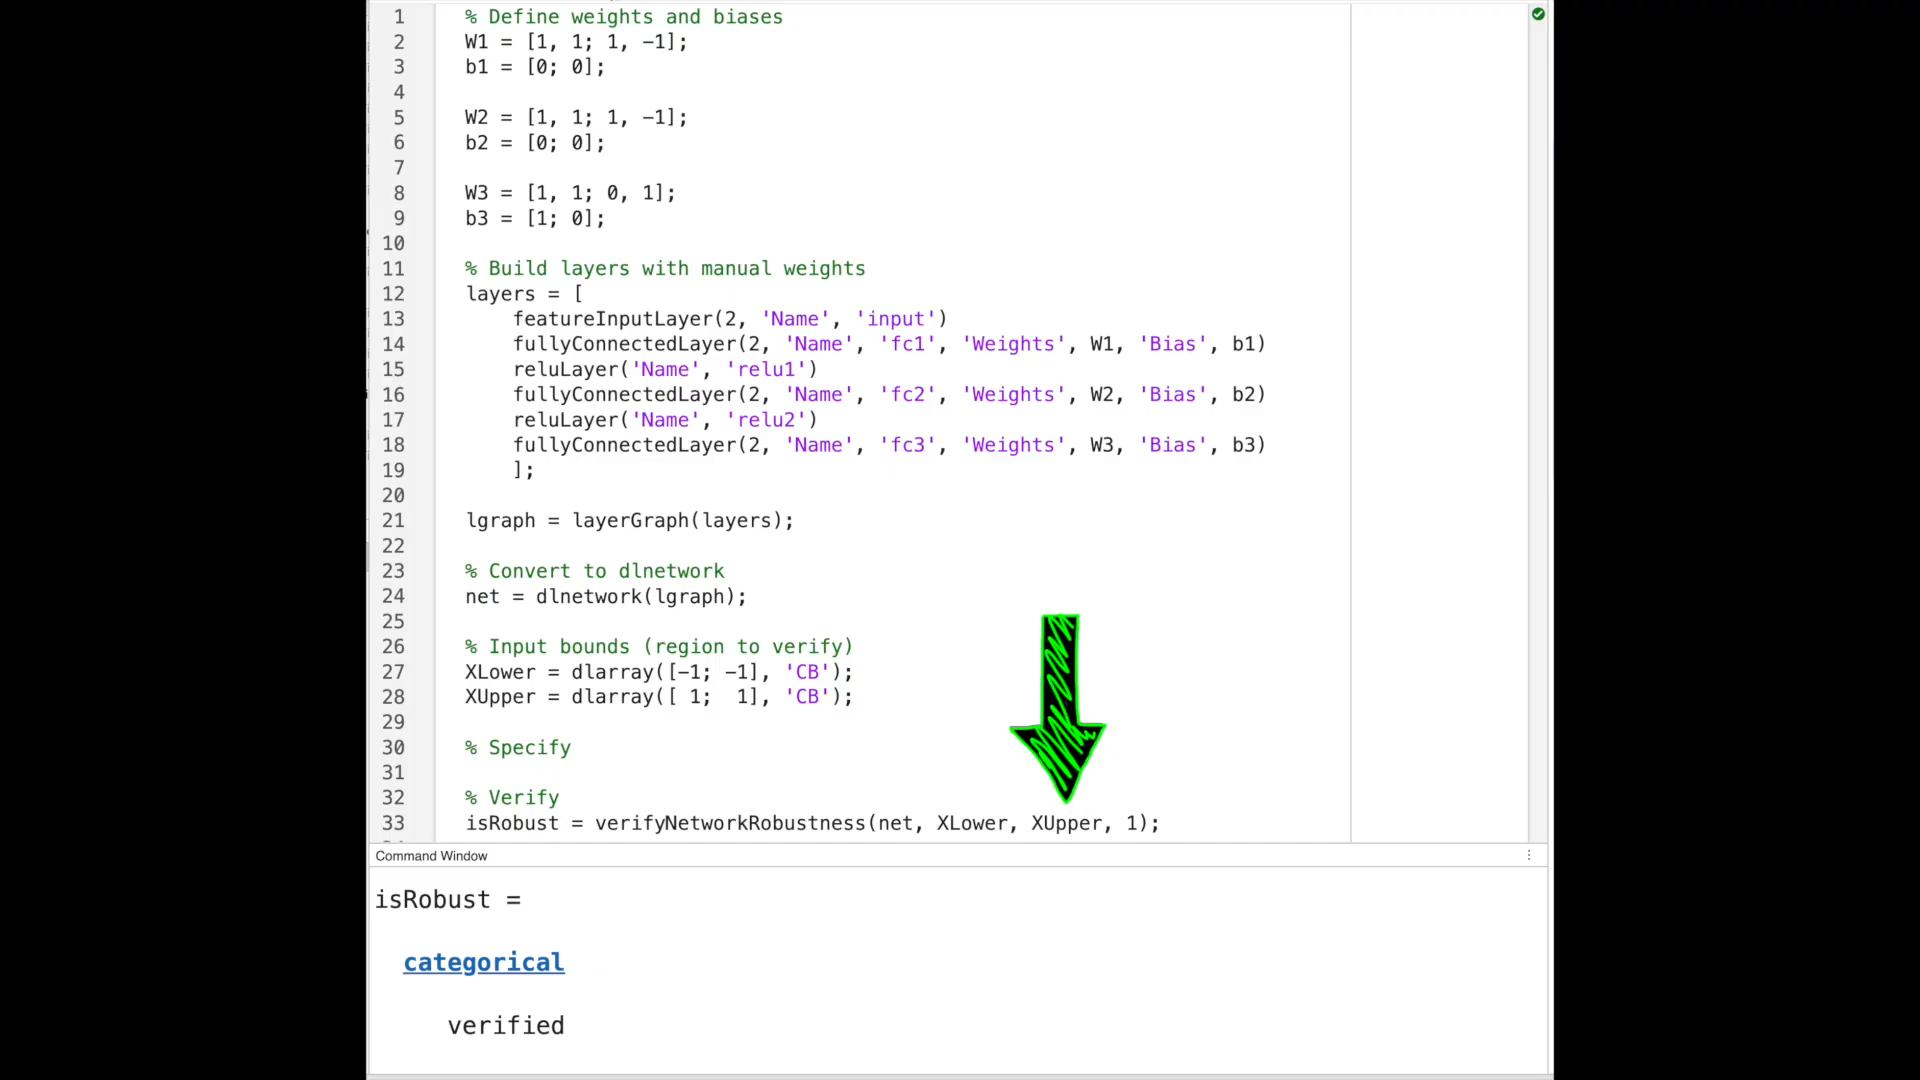 1 % Define weights and biases
2 W1 = [1, 1; 1, -1];
3 b1 = [0; 0];
4
5 W2 = [1, 1; 1, -1];
6 b2 = [0; 0];
7
8 W3 = [1, 1; 0, 1];
9 b3 = [1; 0];
10
11 % Build layers with manual weights
12 layers = [
13 featureInputLayer(2, 'Name', 'input')
14 fullyConnectedLayer(2, 'Name', 'fc1', 'Weights', W1, 'Bias', b1)
15 reluLayer('Name', 'relu1')
16 fullyConnectedLayer(2, 'Name', 'fc2', 'Weights', W2, 'Bias', b2)
17 reluLayer('Name', 'relu2')
18 fullyConnectedLayer(2, 'Name', 'fc3', 'Weights', W3, 'Bias', b3)
19 ];
20
21 lgraph = layerGraph(layers);
22
23 % Convert to dlnetwork
24 net = dlnetwork(lgraph);
25
26 % Input bounds (region to verify)
27 XLower = dlarray([-1; -1], 'CB');
28 XUpper = dlarray([ 1;  1], 'CB');
29
30 % Specify
31
32 % Verify
33 isRobust = verifyNetworkRobustness(net, XLower, XUpper, 1);
Command Window
isRobust =
categorical
verified